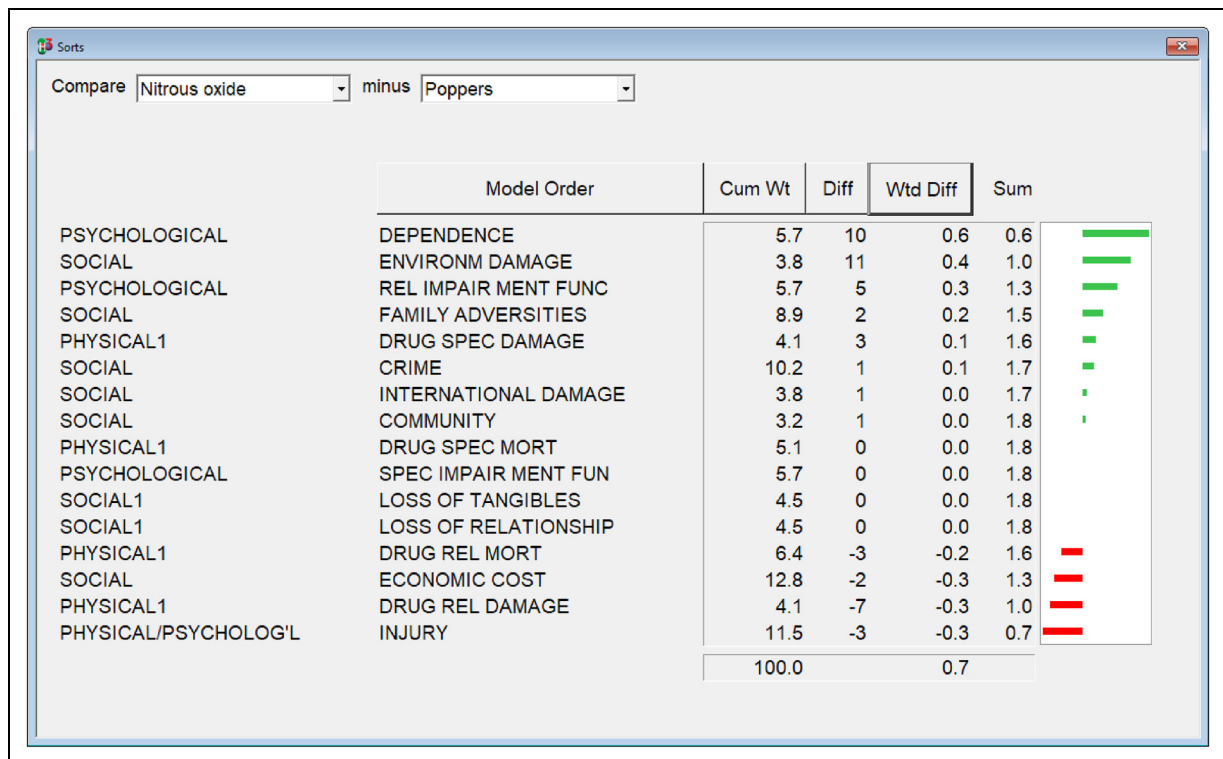 Sorts
Compare Nitrous oxide minus Poppers
Model Order Cum Wt Diff Wtd Diff Sum
PSYCHOLOGICAL DEPENDENCE 5.7 10 0.6 0.6
SOCIAL ENVIRONM DAMAGE 3.8 11 0.4 1.0
PSYCHOLOGICAL REL IMPAIR MENT FUNC 5.7 5 0.3 1.3
SOCIAL FAMILY ADVERSITIES 8.9 2 0.2 1.5
PHYSICAL1 DRUG SPEC DAMAGE 4.1 3 0.1 1.6
SOCIAL CRIME 10.2 1 0.1 1.7
SOCIAL INTERNATIONAL DAMAGE 3.8 1 0.0 1.7
SOCIAL COMMUNITY 3.2 1 0.0 1.8
PHYSICAL1 DRUG SPEC MORT 5.1 0 0.0 1.8
PSYCHOLOGICAL SPEC IMPAIR MENT FUN 5.7 0 0.0 1.8
SOCIAL1 LOSS OF TANGIBLES 4.5 0 0.0 1.8
SOCIAL1 LOSS OF RELATIONSHIP 4.5 0 0.0 1.8
PHYSICAL1 DRUG REL MORT 6.4 -3 -0.2 1.6
SOCIAL ECONOMIC COST 12.8 -2 -0.3 1.3
PHYSICAL1 DRUG REL DAMAGE 4.1 -7 -0.3 1.0
PHYSICAL/PSYCHOLOG'L INJURY 11.5 -3 -0.3 0.7
100.0 0.7